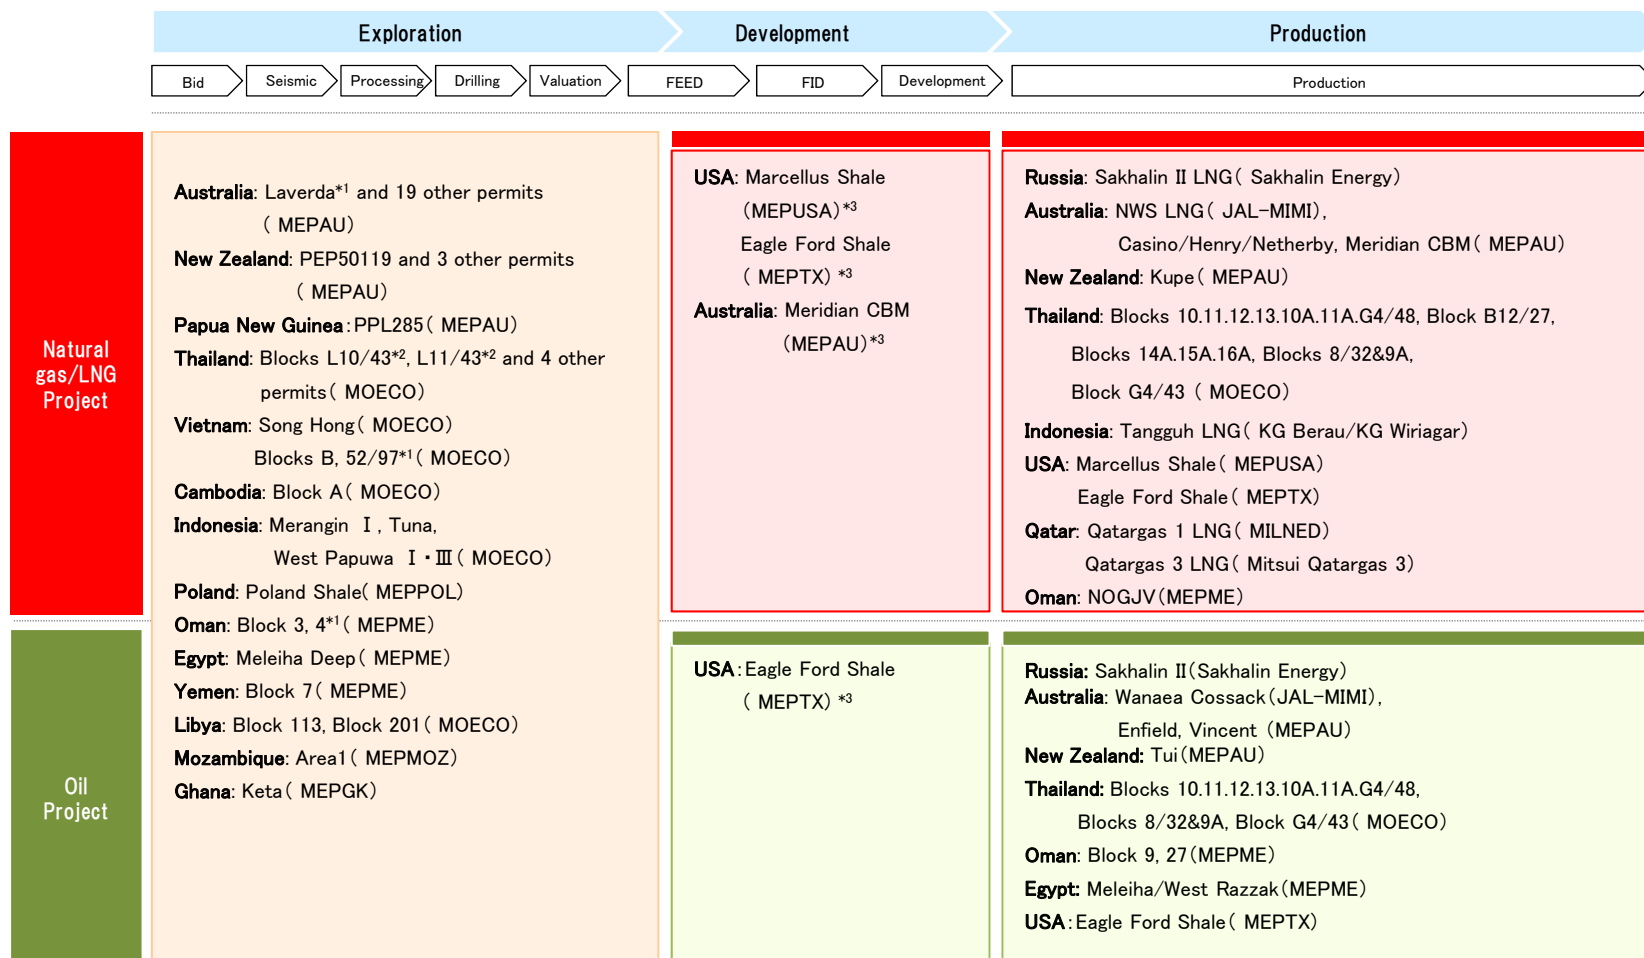 Exploration
Development
Production
Bid
Seismic
Processing
Drilling
Valuation
FEED
FID
Development
Production
Natural
gas/LNG
Project
Australia: Laverda*1 and 19 other permits
( MEPAU)
New Zealand: PEP50119 and 3 other permits
( MEPAU)
Papua New Guinea:PPL285( MEPAU)
Thailand: Blocks L10/43*2, L11/43*2 and 4 other
permits( MOECO)
Vietnam: Song Hong( MOECO)
Blocks B, 52/97*1( MOECO)
Cambodia: Block A( MOECO)
Indonesia: Merangin Ⅰ, Tuna,
West Papuwa Ⅰ・Ⅲ( MOECO)
Poland: Poland Shale( MEPPOL)
Oman: Block 3, 4*1( MEPME)
Egypt: Meleiha Deep( MEPME)
Yemen: Block 7( MEPME)
Libya: Block 113, Block 201( MOECO)
Mozambique: Area1( MEPMOZ)
Ghana: Keta( MEPGK)
USA: Marcellus Shale
(MEPUSA)*3
Eagle Ford Shale
( MEPTX) *3
Australia: Meridian CBM
(MEPAU)*3
Russia: Sakhalin II LNG( Sakhalin Energy)
Australia: NWS LNG( JAL-MIMI),
Casino/Henry/Netherby, Meridian CBM( MEPAU)
New Zealand: Kupe( MEPAU)
Thailand: Blocks 10.11.12.13.10A.11A.G4/48, Block B12/27,
Blocks 14A.15A.16A, Blocks 8/32&9A,
Block G4/43 ( MOECO)
Indonesia: Tangguh LNG( KG Berau/KG Wiriagar)
USA: Marcellus Shale( MEPUSA)
Eagle Ford Shale( MEPTX)
Qatar: Qatargas 1 LNG( MILNED)
Qatargas 3 LNG( Mitsui Qatargas 3)
Oman: NOGJV(MEPME)
Oil
Project
USA:Eagle Ford Shale
( MEPTX) *3
Russia: Sakhalin II(Sakhalin Energy)
Australia: Wanaea Cossack(JAL-MIMI),
Enfield, Vincent (MEPAU)
New Zealand: Tui(MEPAU)
Thailand: Blocks 10.11.12.13.10A.11A.G4/48,
Blocks 8/32&9A, Block G4/43( MOECO)
Oman: Block 9, 27(MEPME)
Egypt: Meleiha/West Razzak(MEPME)
USA:Eagle Ford Shale( MEPTX)